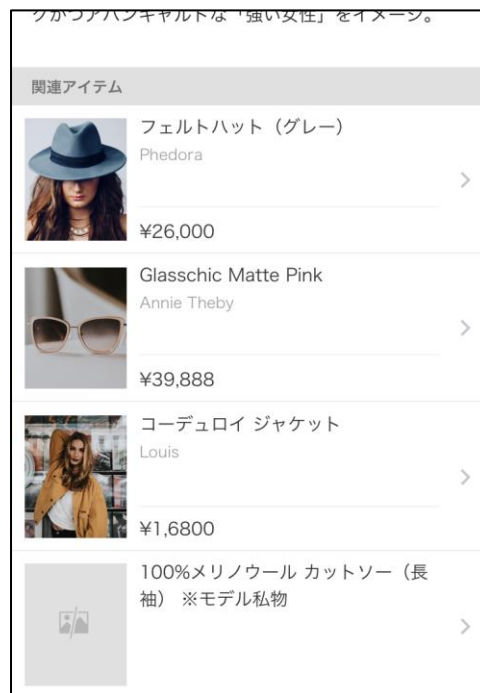 クかつアバンギャルドな「強い女性」をイメージ。
関連アイテム
フェルトハット（グレー）
Phedora
¥26,000
Glasschic Matte Pink
Annie Theby
¥39,888
コーデュロイ ジャケット
Louis
¥1,6800
100%メリノウール カットソー（長
袖） ※モデル私物